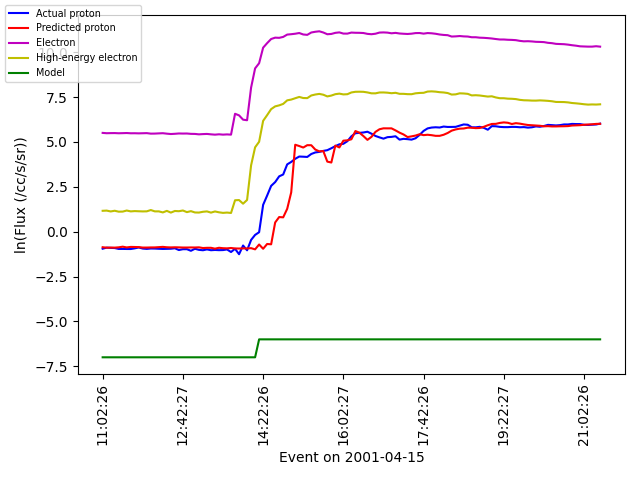 Actual proton
Predicted proton
Electron
High-energy electron
Model
10.0
7.5
5.0
2.5
0.0
−2.5
−5.0
−7.5
ln(Flux (/cc/s/sr))
11:02:26
12:42:27
14:22:26
16:02:27
17:42:26
19:22:27
21:02:26
Event on 2001-04-15